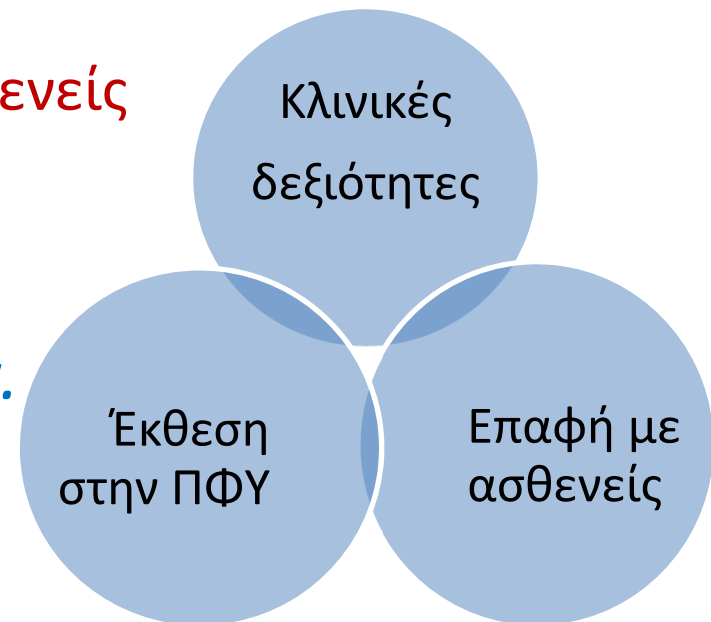 ενείς
Κλινικές
δεξιότητες
Έκθεση
στην ΠΦΥ
Επαφή με
ασθενείς